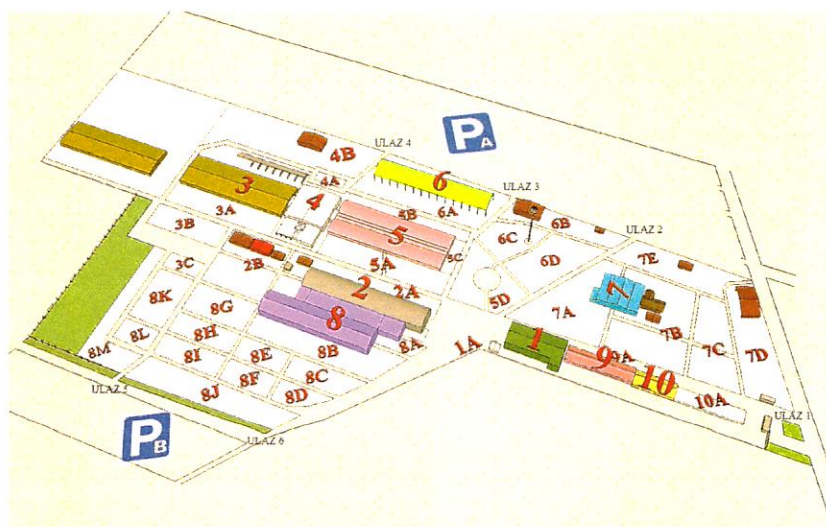 P A
ULAZ 4
4B
4A
6
ULAZ 3
3
4
3A
5B
6A
3B
5
6C
6B
ULAZ 2
5C
6D
7E
3C
2B
5A
2
2A
5D
7
7A
8K
8G
8
8B
8A
1A
1
9
9A
10
7B
7C
7D
10A
8L
8H
8M
8I
8E
8C
8F
8D
8J
ULAZ 5
ULAZ 6
ULAZ 1
P B